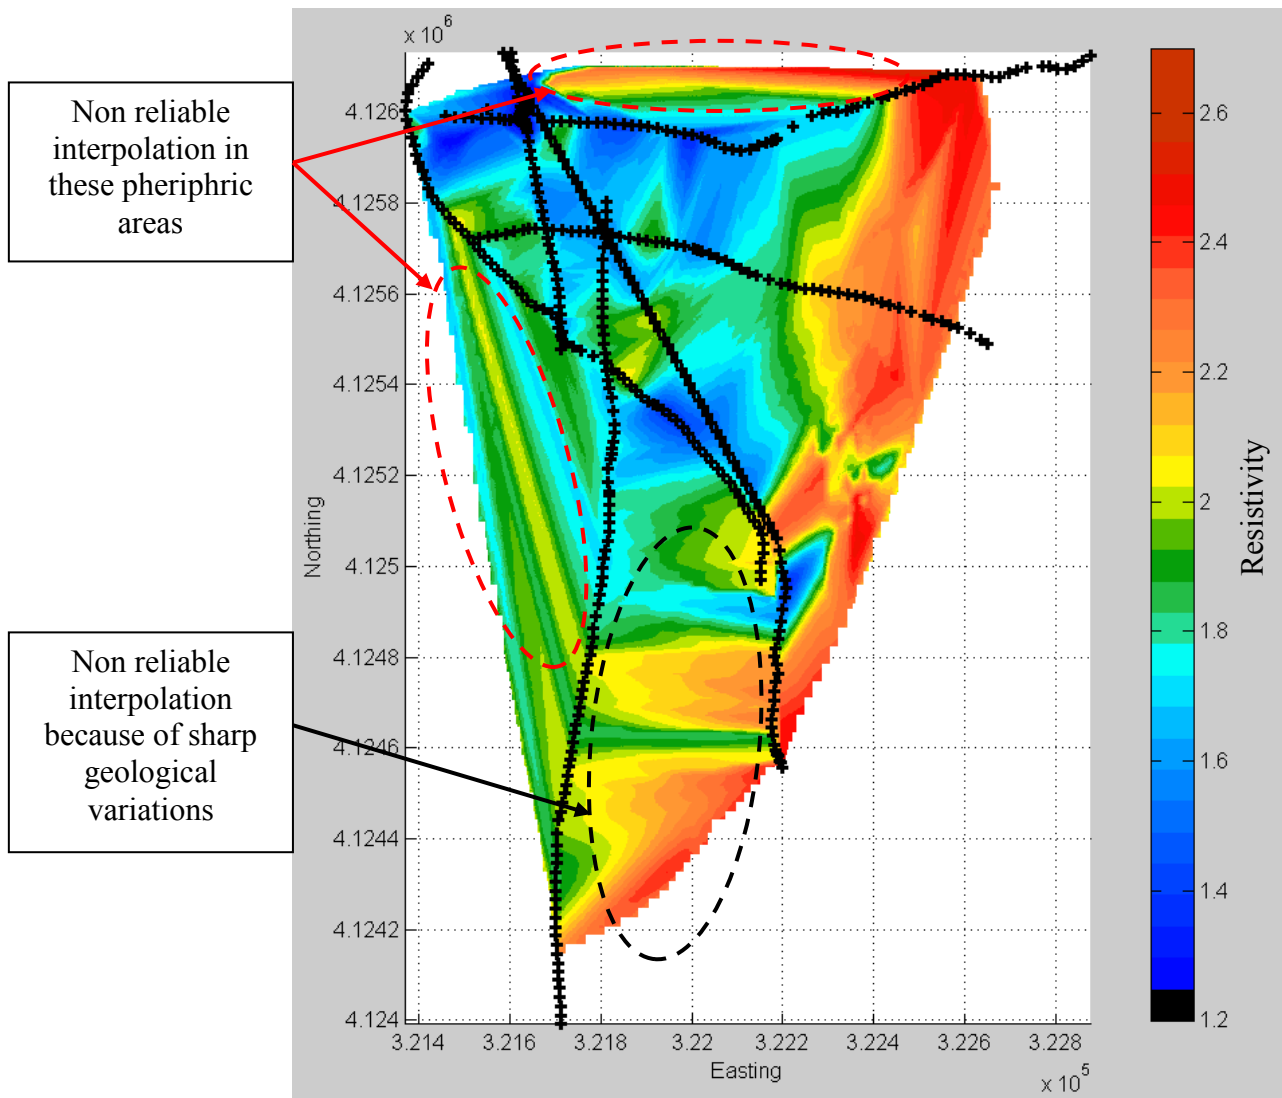 Non reliable
interpolation in
these pheriphric
areas
Non reliable
interpolation
because of sharp
geological
variations
x 10^6
4.126
4.1258
4.1256
4.1254
4.1252
4.125
4.1248
4.1246
4.1244
4.1242
4.124
Northing
3.214 3.216 3.218 3.22 3.222 3.224 3.226 3.228
Easting
x 10^5
2.6
2.4
2.2
2
1.8
1.6
1.4
1.2
Resistivity